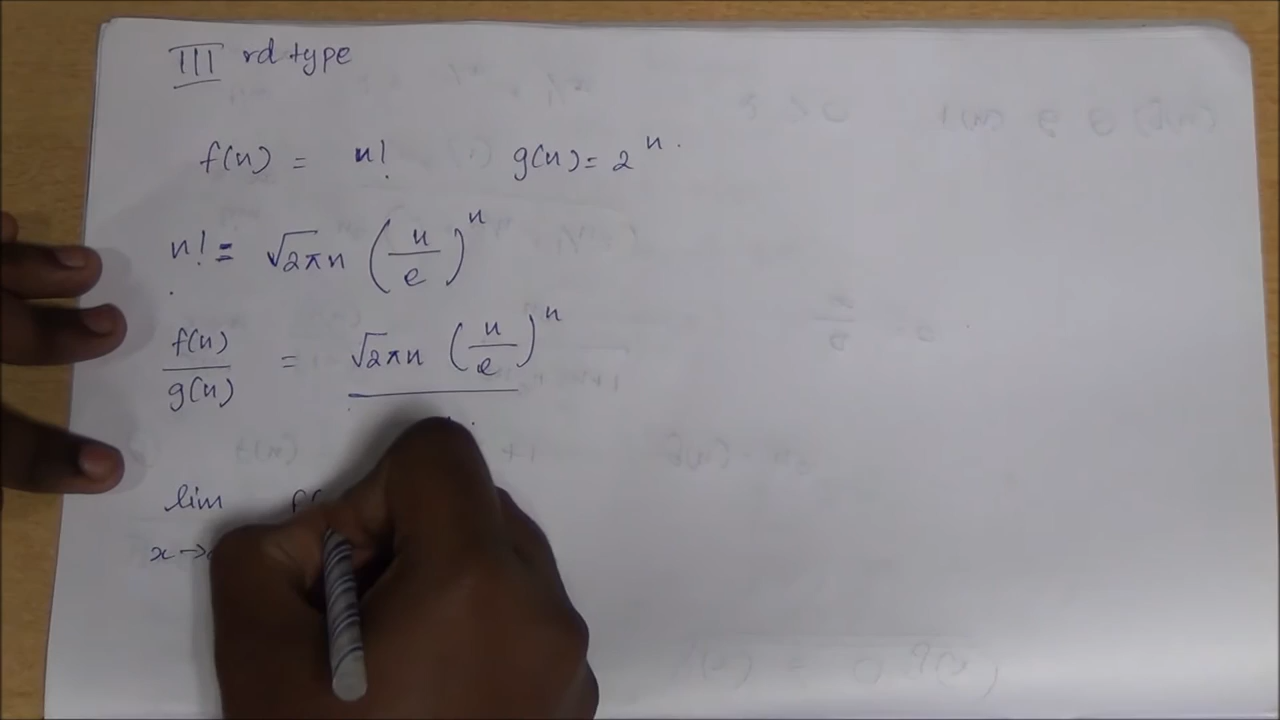 III rd type
f(n) = n! g(n) = 2^n.
n! = √2πn (n/e)^n
f(n)/g(n) = √2πn (n/e)^n
lim f(
x→